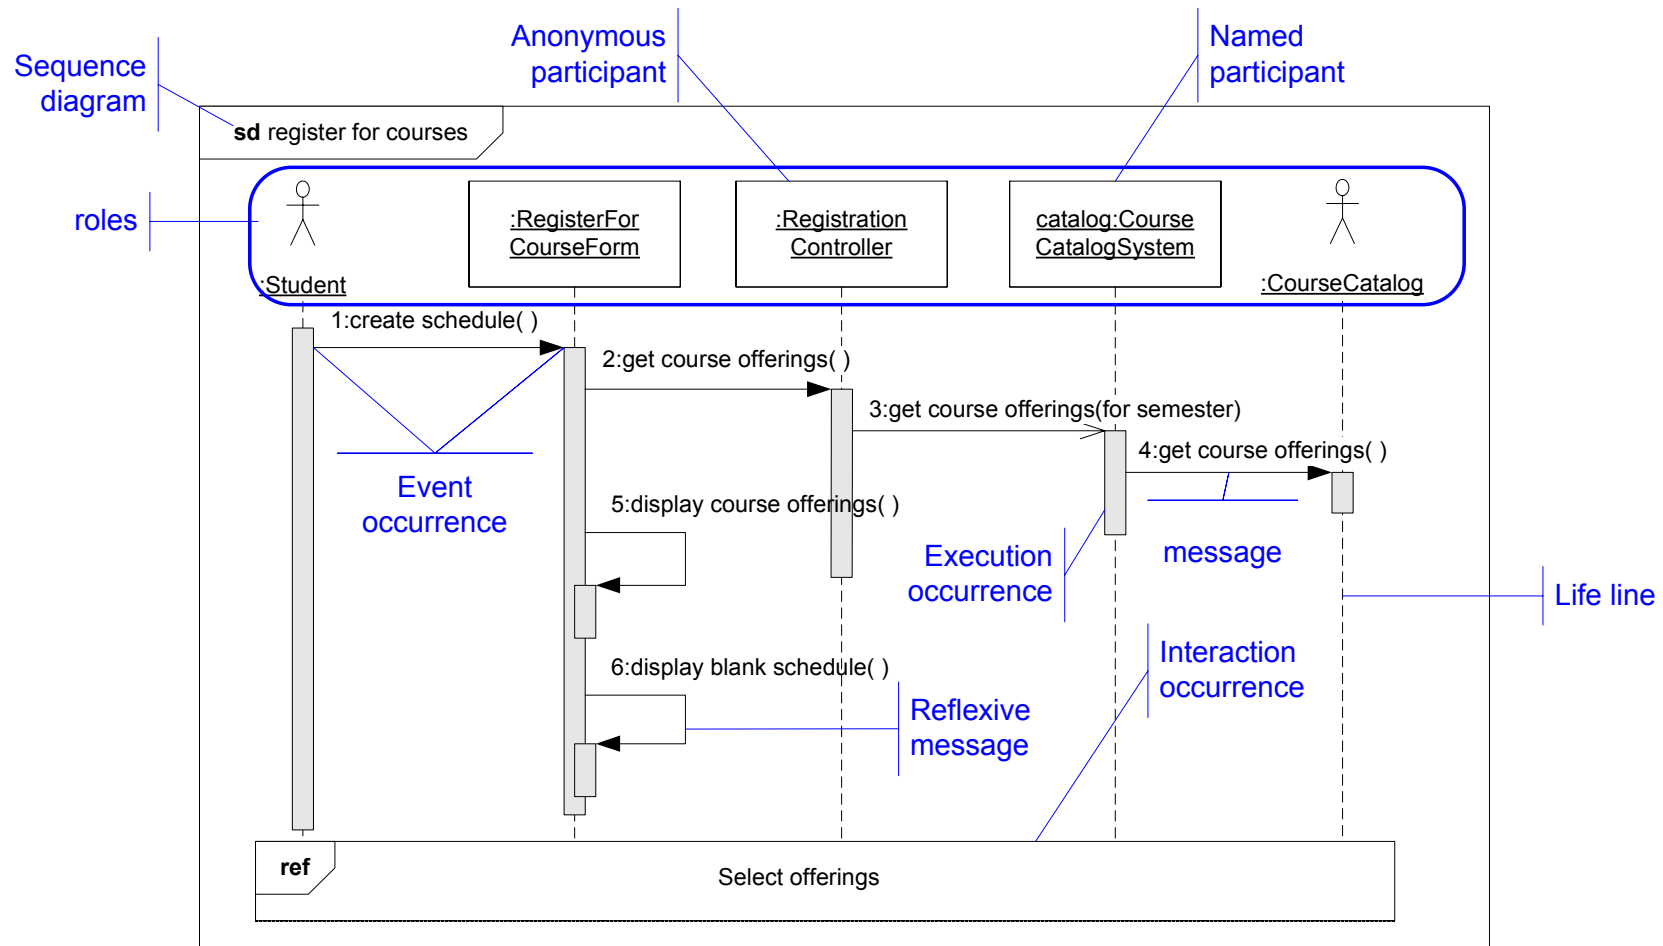 Anonymous
participant
Named
participant
Sequence
diagram
sd register for courses
roles
:Student
:RegisterFor
CourseForm
:Registration
Controller
catalog:Course
CatalogSystem
:CourseCatalog
1:create schedule( )
2:get course offerings( )
3:get course offerings(for semester)
4:get course offerings( )
Event
occurrence
5:display course offerings( )
Execution
occurrence
message
Life line
6:display blank schedule( )
Interaction
occurrence
Reflexive
message
ref
Select offerings